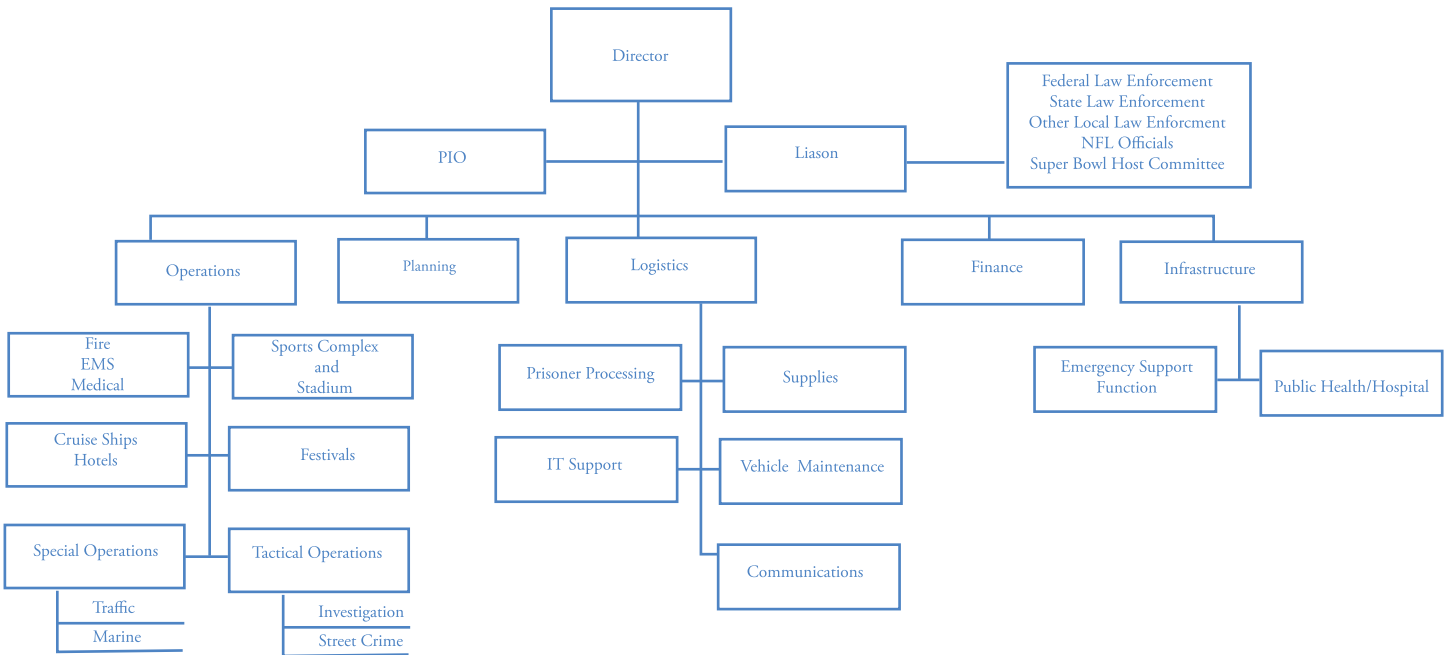 Director
Federal Law Enforcement
State Law Enforcement
Other Local Law Enforcment
NFL Officials
Super Bowl Host Committee
PIO
Liason
Operations
Planning
Logistics
Finance
Infrastructure
Fire
EMS
Medical
Sports Complex
and
Stadium
Prisoner Processing
Supplies
Emergency Support
Function
Public Health/Hospital
Cruise Ships
Hotels
Festivals
IT Support
Vehicle  Maintenance
Special Operations
Tactical Operations
Communications
Traffic
Marine
Investigation
Street Crime